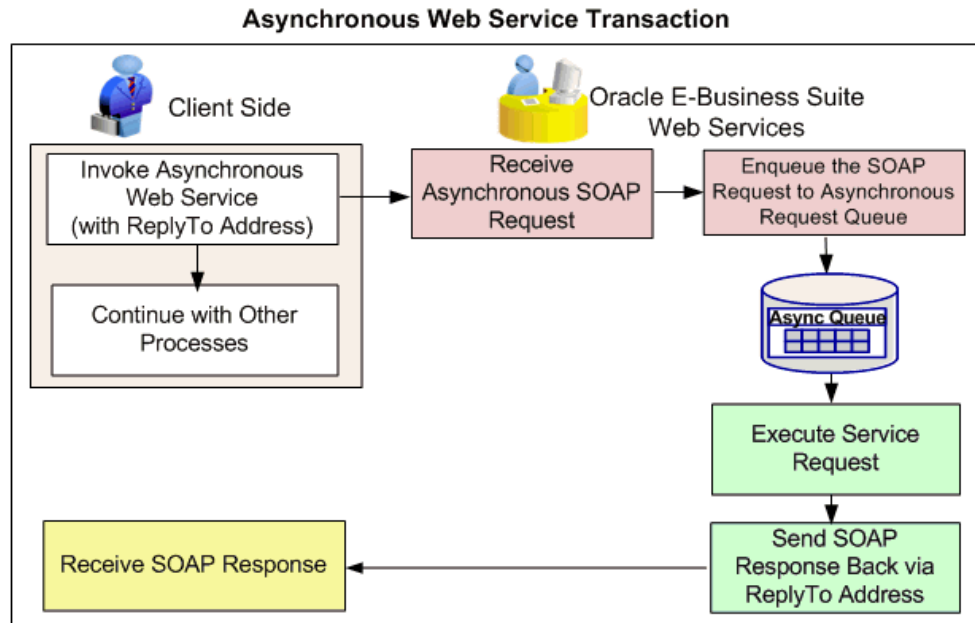 Asynchronous Web Service Transaction
Client Side
Oracle E-Business Suite
Web Services
Invoke Asynchronous
Web Service
(with ReplyTo Address)
Receive
Asynchronous SOAP
Request
Enqueue the SOAP
Request to Asynchronous
Request Queue
Continue with Other
Processes
Async Queue
Execute Service
Request
Send SOAP
Response Back via
ReplyTo Address
Receive SOAP Response